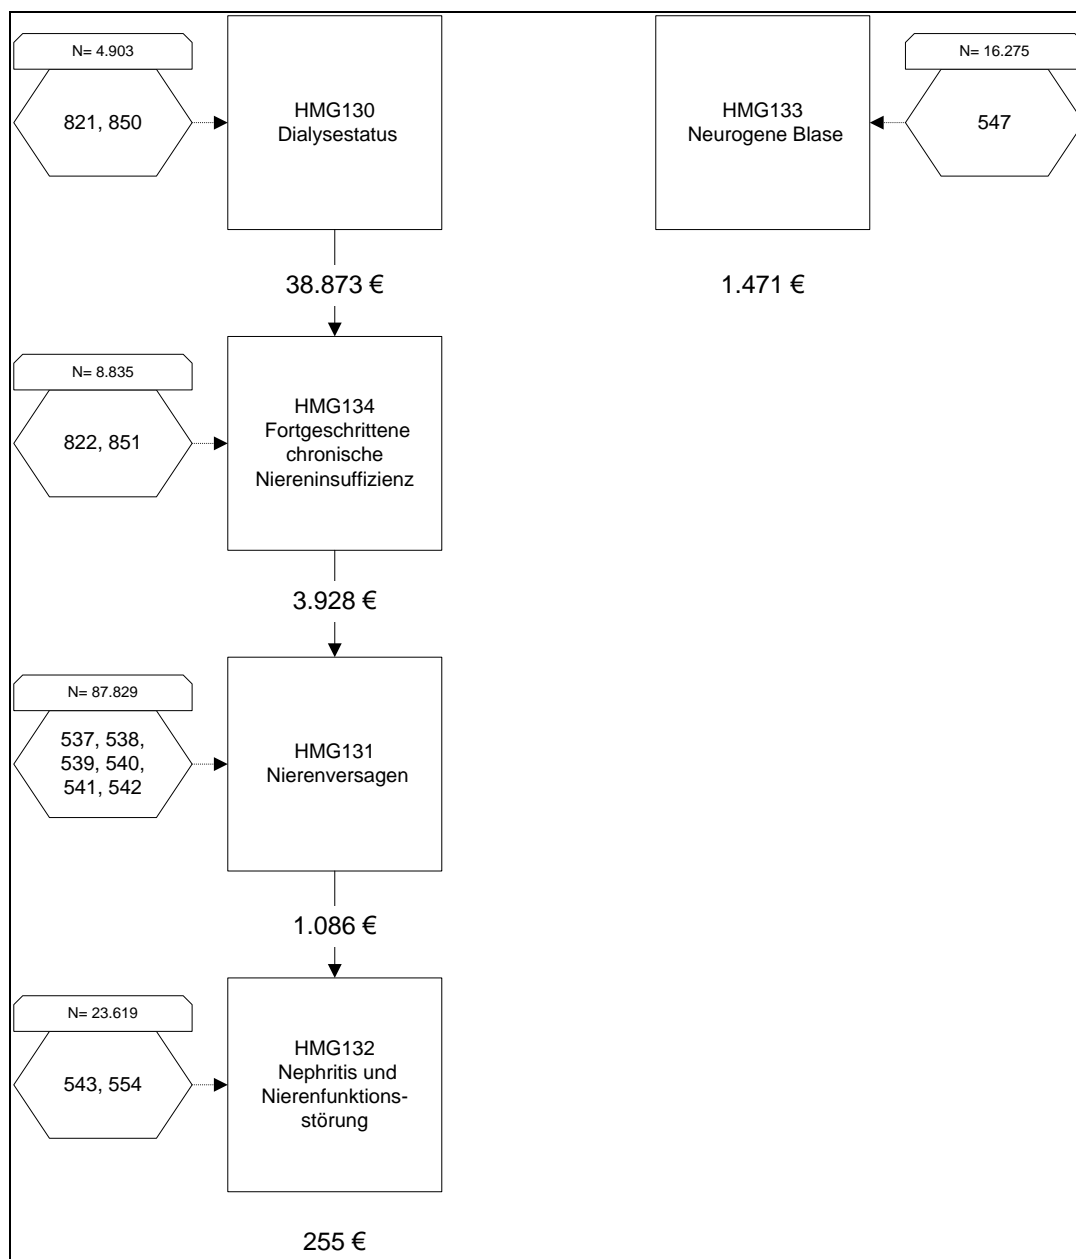 N= 4.903
821, 850
HMG130
Dialysestatus
38.873 €
N= 16.275
547
HMG133
Neurogene Blase
1.471 €
N= 8.835
822, 851
HMG134
Fortgeschrittene
chronische
Niereninsuffizienz
3.928 €
N= 87.829
537, 538,
539, 540,
541, 542
HMG131
Nierenversagen
1.086 €
N= 23.619
543, 554
HMG132
Nephritis und
Nierenfunktions-
störung
255 €